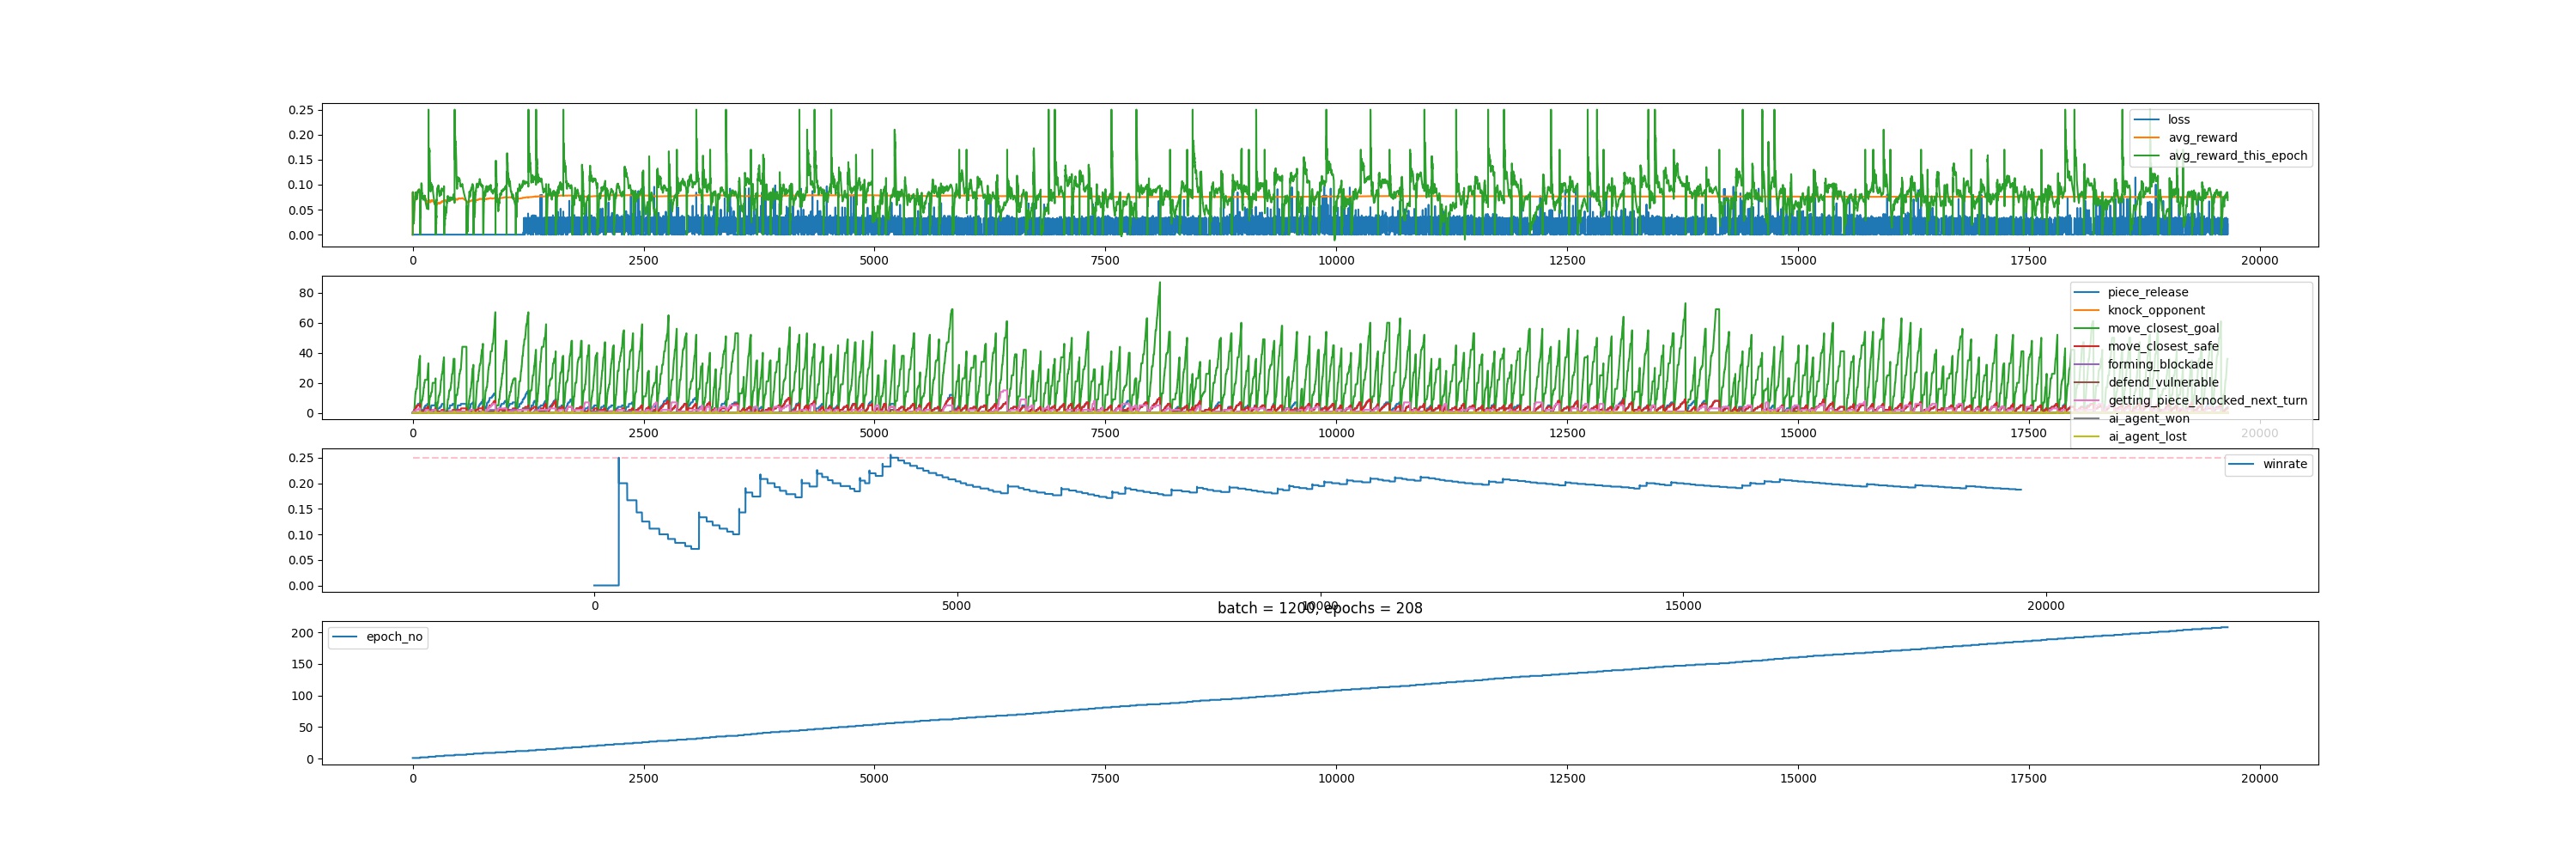 0.25
0.20
0.15
0.10
0.05
0.00
loss
avg_reward
avg_reward_this_epoch
0 2500 5000 7500 10000 12500 15000 17500 20000
80
60
40
20
0
piece_release
knock_opponent
move_closest_goal
move_closest_safe
forming_blockade
defend_vulnerable
getting_piece_knocked_next_turn
ai_agent_won
ai_agent_lost
0 2500 5000 7500 10000 12500 15000 17500 20000
0.25
0.20
0.15
0.10
0.05
0.00
winrate
0 5000 10000 15000 20000
batch = 1200, epochs = 208
200
150
100
50
0
epoch_no
0 2500 5000 7500 10000 12500 15000 17500 20000